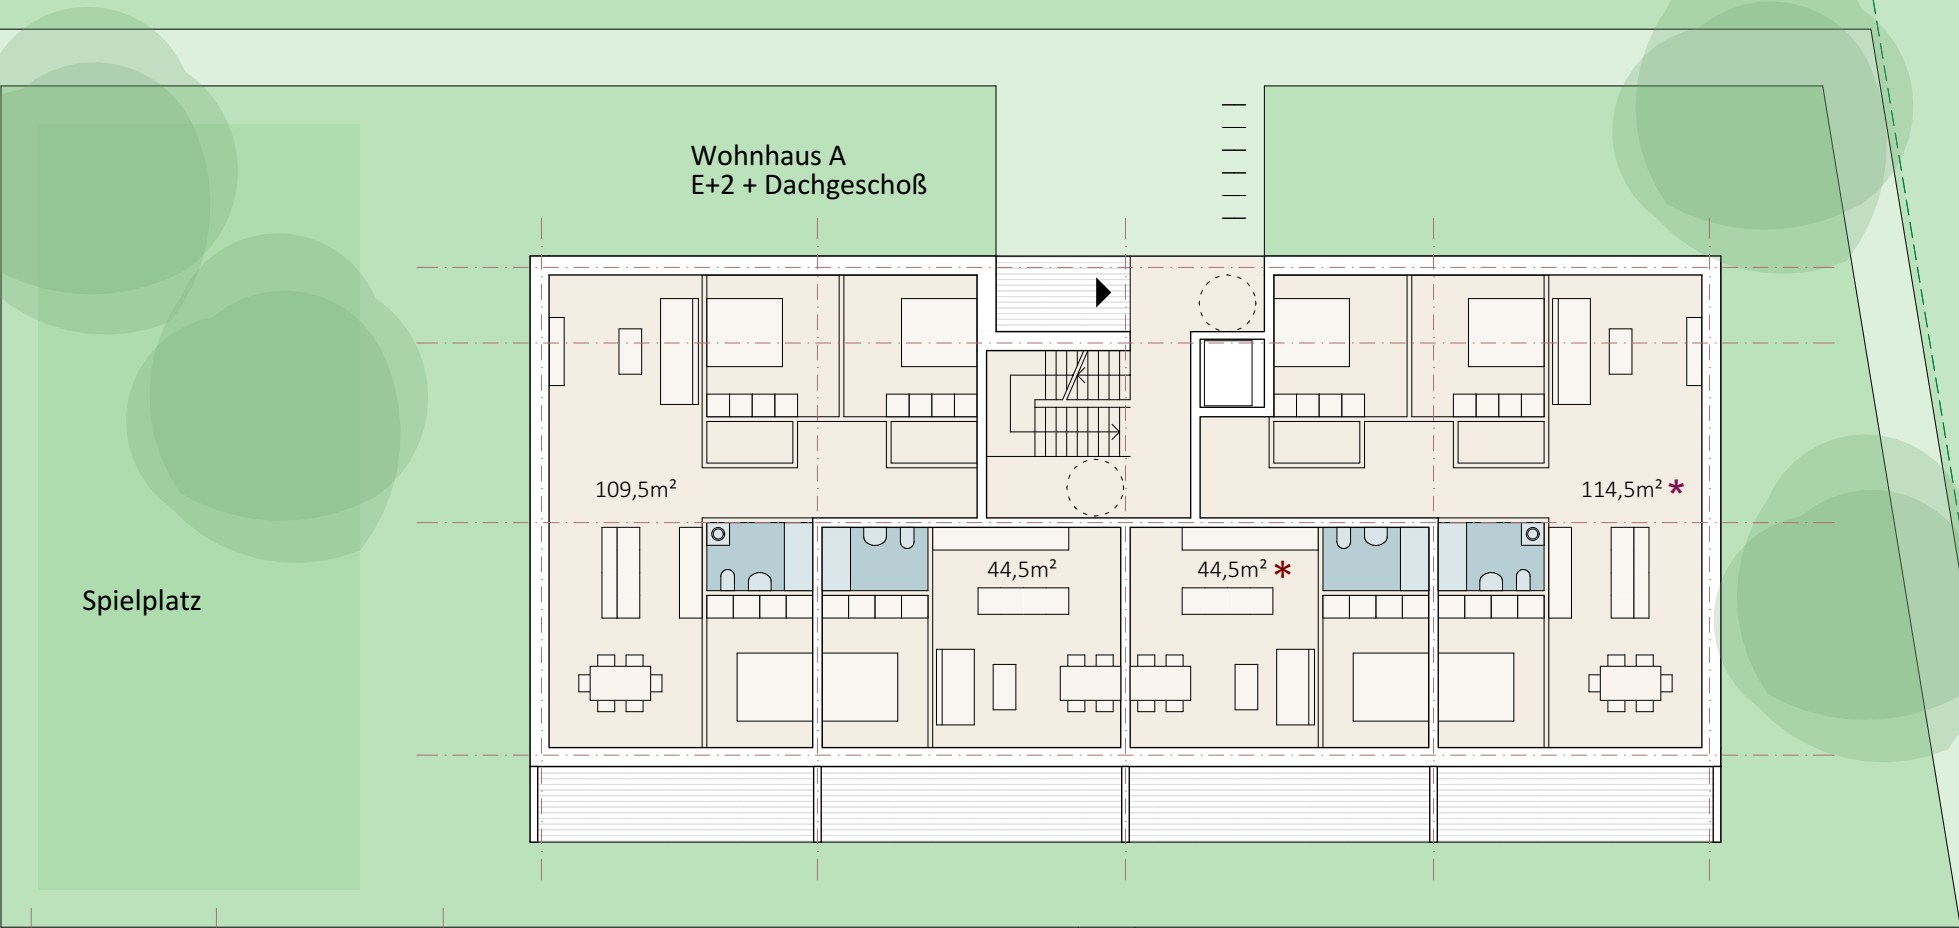 Wohnhaus A
E+2 + Dachgeschoß
109,5m²
114,5m² *
44,5m²
44,5m² *
Spielplatz